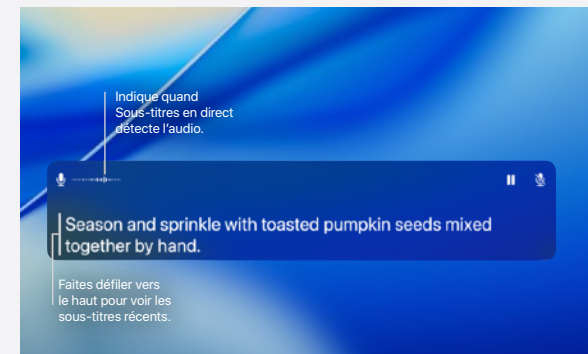 Indique quand
Sous-titres en direct
détecte l’audio.
Season and sprinkle with toasted pumpkin seeds mixed
together by hand.
Faites défiler vers
le haut pour voir les
sous-titres récents.